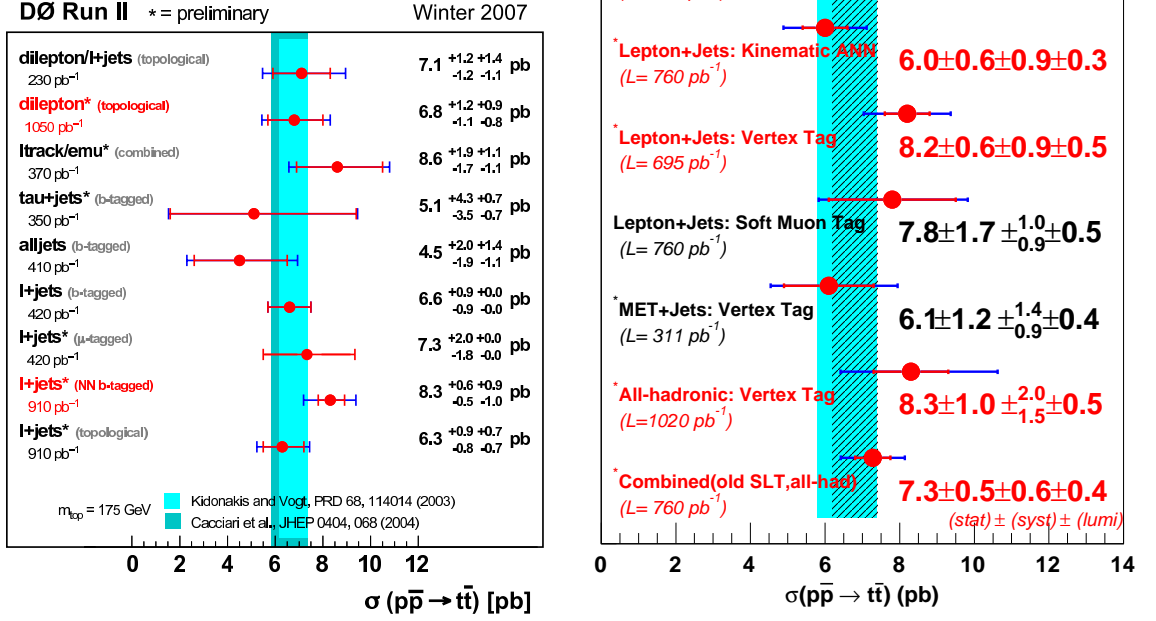 DØ Run II * = preliminary Winter 2007
dilepton/l+jets (topological)
230 pb⁻¹
7.1 +1.2 +1.4 pb
-1.2 -1.1
dilepton* (topological)
1050 pb⁻¹
6.8 +1.2 +0.9 pb
-1.1 -0.8
ltrack/emu* (combined)
370 pb⁻¹
8.6 +1.9 +1.1 pb
-1.7 -1.1
tau+jets* (b-tagged)
350 pb⁻¹
5.1 +4.3 +0.7 pb
-3.5 -0.7
alljets (b-tagged)
410 pb⁻¹
4.5 +2.0 +1.4 pb
-1.9 -1.1
l+jets (b-tagged)
420 pb⁻¹
6.6 +0.9 +0.0 pb
-0.9 -0.0
l+jets* (μ-tagged)
420 pb⁻¹
7.3 +2.0 +0.0 pb
-1.8 -0.0
l+jets* (NN b-tagged)
910 pb⁻¹
8.3 +0.6 +0.9 pb
-0.5 -1.0
l+jets* (topological)
910 pb⁻¹
6.3 +0.9 +0.7 pb
-0.8 -0.7
m_top = 175 GeV
Kidonakis and Vogt, PRD 68, 114014 (2003)
Cacciari et al., JHEP 0404, 068 (2004)
0 2 4 6 8 10 12
σ (pp̅ → tt̅) [pb]
*Lepton+Jets: Kinematic ANN
(L= 760 pb⁻¹)
6.0±0.6±0.9±0.3
*Lepton+Jets: Vertex Tag
(L= 695 pb⁻¹)
8.2±0.6±0.9±0.5
Lepton+Jets: Soft Muon Tag
(L= 760 pb⁻¹)
7.8±1.7 ±1.0 0.9±0.5
*MET+Jets: Vertex Tag
(L= 311 pb⁻¹)
6.1±1.2 ±1.4 0.9±0.4
*All-hadronic: Vertex Tag
(L=1020 pb⁻¹)
8.3±1.0 ±2.0 1.5±0.5
*Combined(old SLT,all-had)
(L= 760 pb⁻¹)
7.3±0.5±0.6±0.4
(stat) ± (syst) ± (lumi)
0 2 4 6 8 10 12 14
σ(pp̅ → tt̅) (pb)